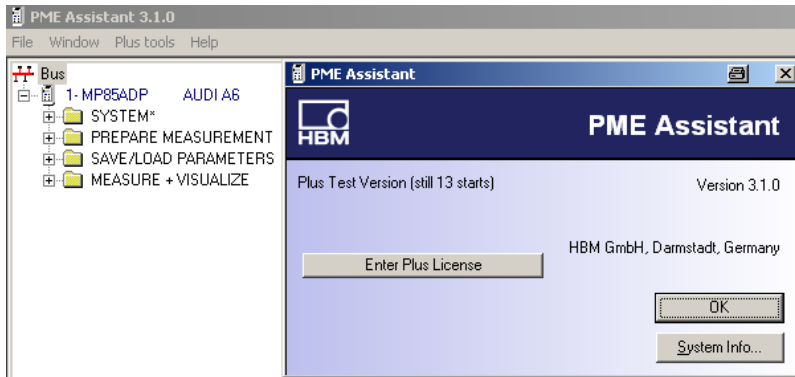 PME Assistant 3.1.0
File Window Plus tools Help
Bus
1- MP85ADP AUDI A6
SYSTEM*
PREPARE MEASUREMENT
SAVE/LOAD PARAMETERS
MEASURE + VISUALIZE
PME Assistant
HBM
PME Assistant
Plus Test Version (still 13 starts)
Version 3.1.0
HBM GmbH, Darmstadt, Germany
Enter Plus License
OK
System Info...